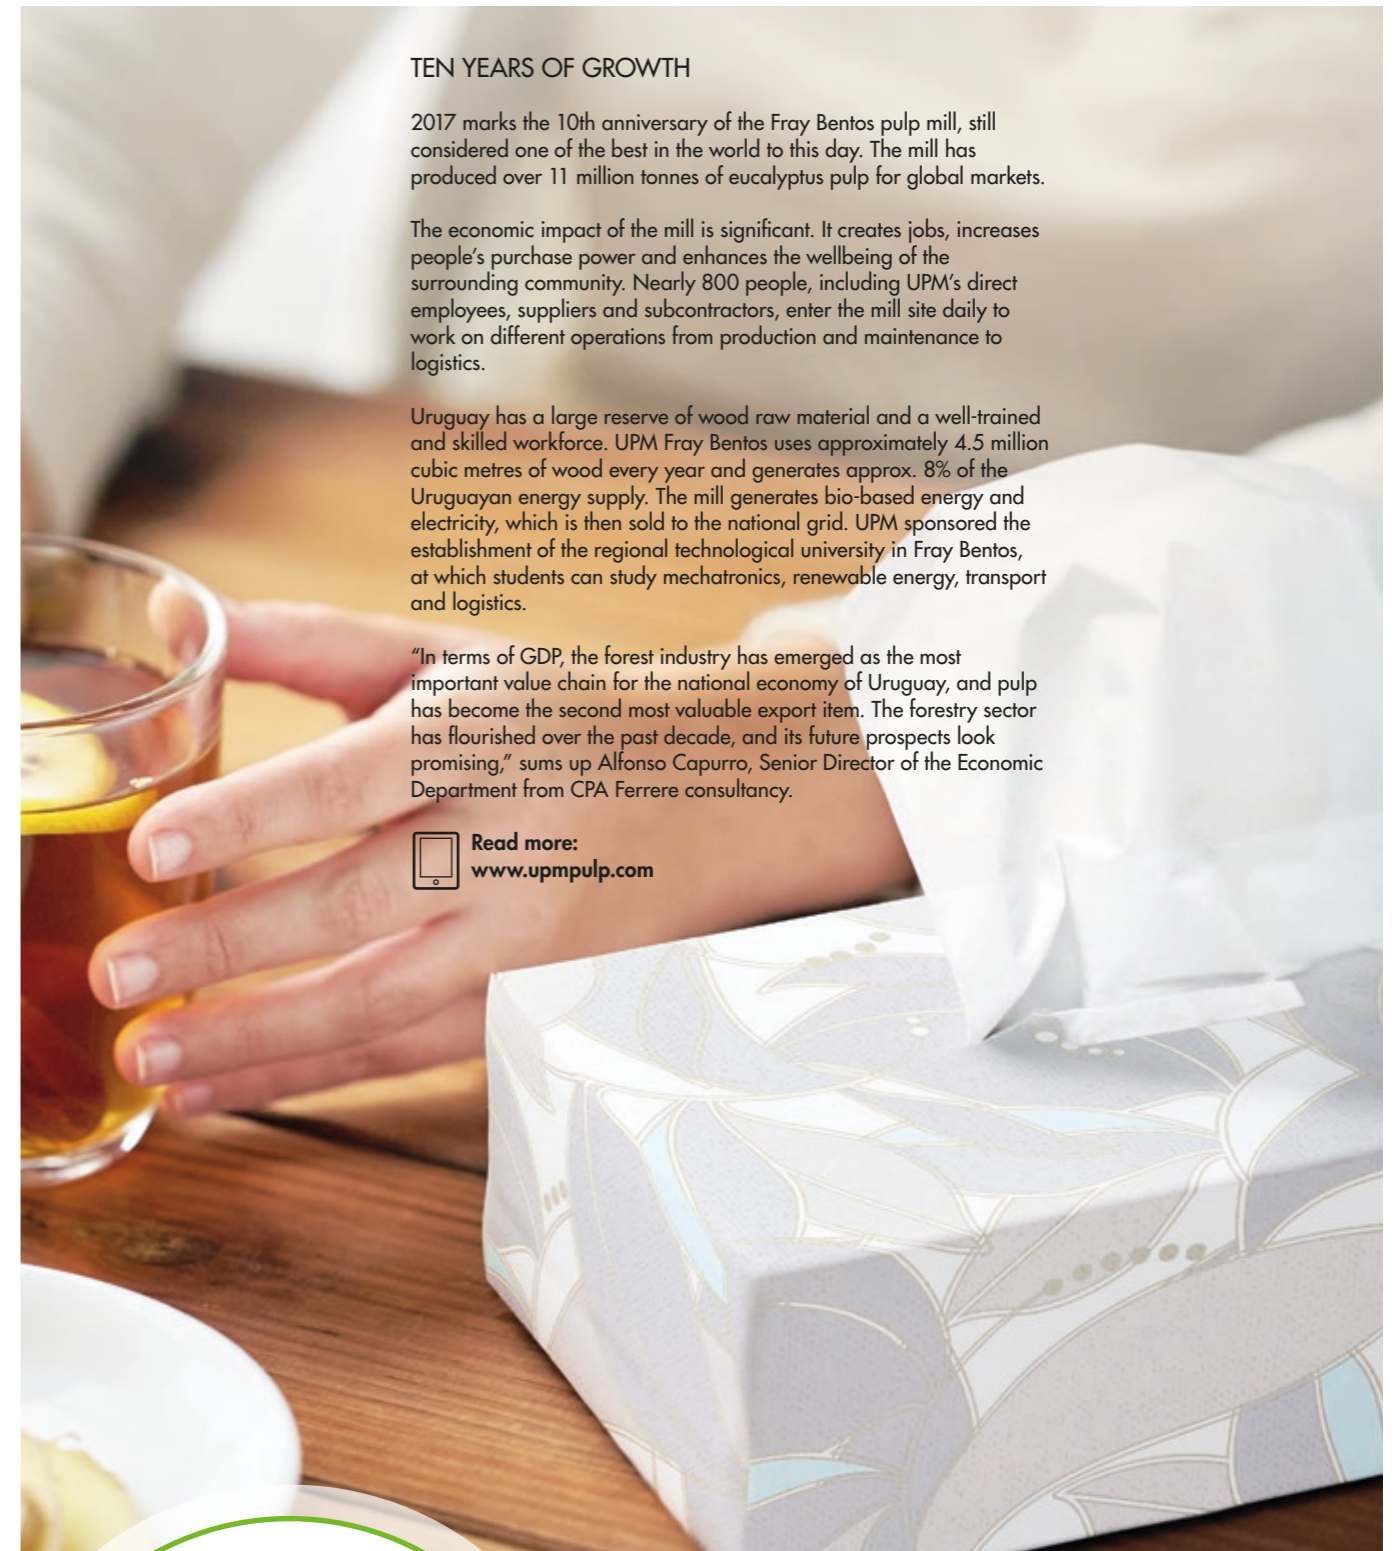 TEN YEARS OF GROWTH
2017 marks the 10th anniversary of the Fray Bentos pulp mill, still
considered one of the best in the world to this day. The mill has
produced over 11 million tonnes of eucalyptus pulp for global markets.
The economic impact of the mill is significant. It creates jobs, increases
people’s purchase power and enhances the wellbeing of the
surrounding community. Nearly 800 people, including UPM’s direct
employees, suppliers and subcontractors, enter the mill site daily to
work on different operations from production and maintenance to
logistics.
Uruguay has a large reserve of wood raw material and a well-trained
and skilled workforce. UPM Fray Bentos uses approximately 4.5 million
cubic metres of wood every year and generates approx. 8% of the
Uruguayan energy supply. The mill generates bio-based energy and
electricity, which is then sold to the national grid. UPM sponsored the
establishment of the regional technological university in Fray Bentos,
at which students can study mechatronics, renewable energy, transport
and logistics.
“In terms of GDP, the forest industry has emerged as the most
important value chain for the national economy of Uruguay, and pulp
has become the second most valuable export item. The forestry sector
has flourished over the past decade, and its future prospects look
promising,” sums up Alfonso Capurro, Senior Director of the Economic
Department from CPA Ferrere consultancy.
Read more:
www.upmpulp.com